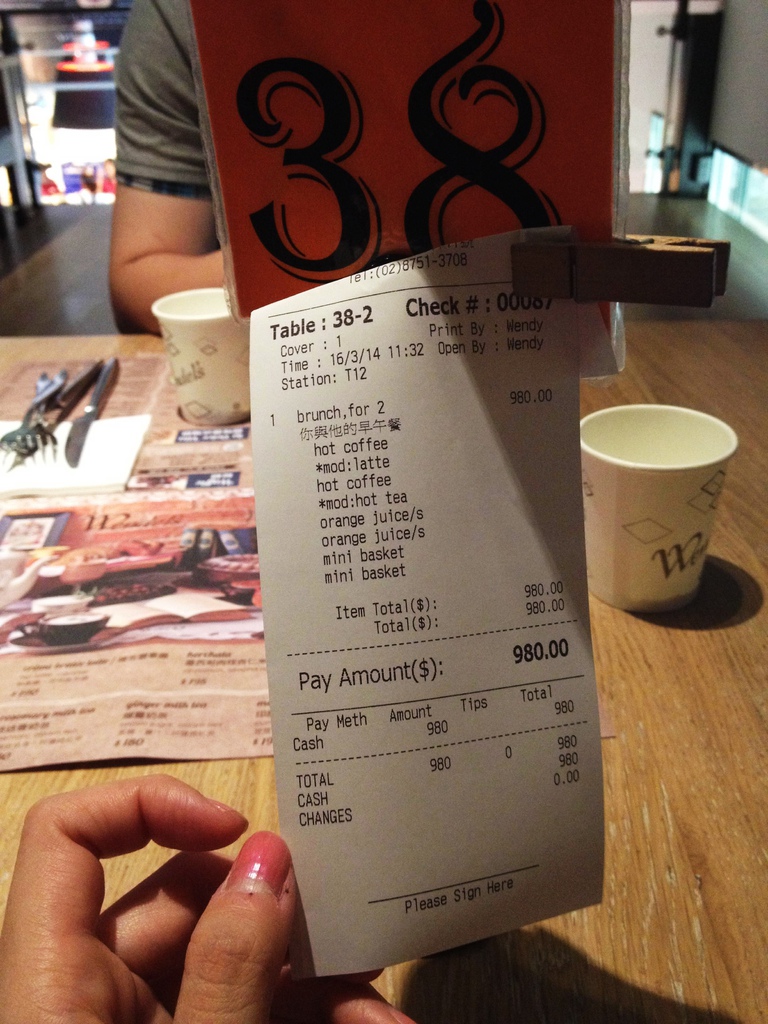 38
Tel:(02)8751-3708
Table : 38-2 Check # : 00087
Cover : 1 Print By : Wendy
Time : 16/3/14 11:32 Open By : Wendy
Station: T12
1 brunch,for 2 980.00
你與他的早午餐
hot coffee
*mod:latte
hot coffee
*mod:hot tea
orange juice/s
orange juice/s
mini basket
mini basket
Item Total($): 980.00
Total($): 980.00
Pay Amount($): 980.00
Pay Meth Amount Tips Total
Cash 980 980
TOTAL 980 0 980
CASH 980
CHANGES 0.00
Please Sign Here
ginger milk tea
$180